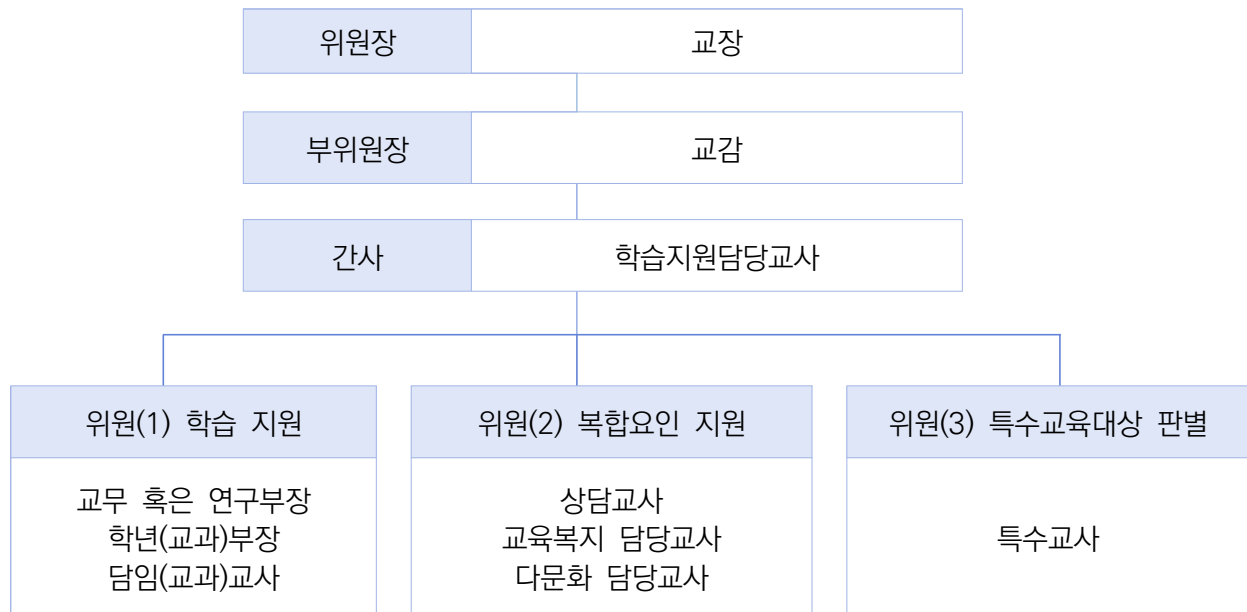 위원장 교장
부위원장 교감
간사 학습지원담당교사
위원(1) 학습 지원
교무 혹은 연구부장
학년(교과)부장
담임(교과)교사
위원(2) 복합요인 지원
상담교사
교육복지 담당교사
다문화 담당교사
위원(3) 특수교육대상 판별
특수교사